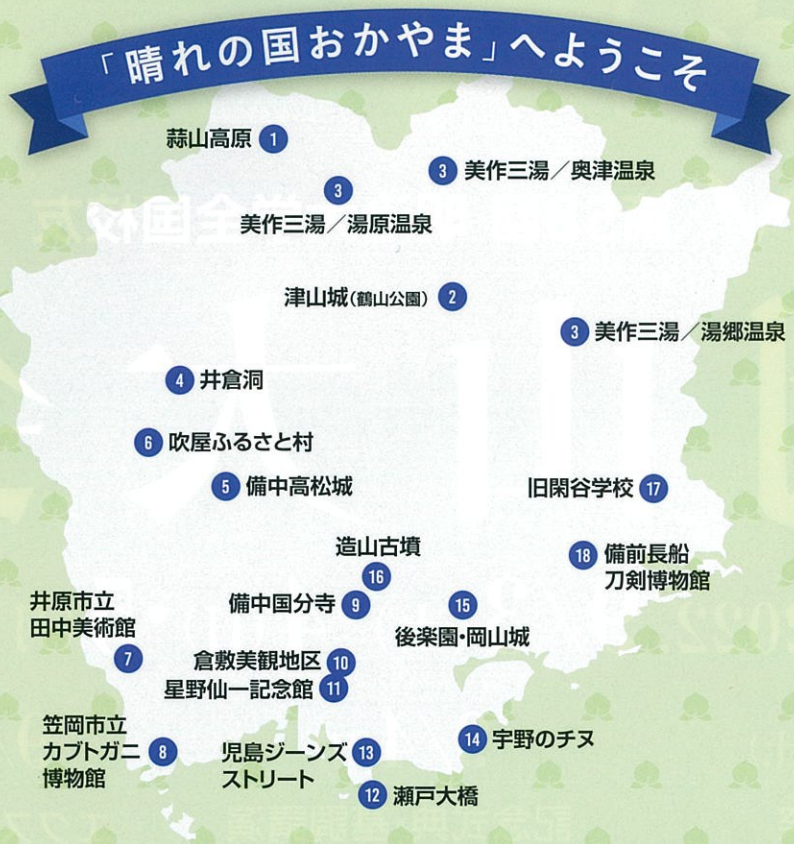 「晴れの国おかやま」へようこそ
蒜山高原 1
3 美作三湯／奥津温泉
3
美作三湯／湯原温泉
津山城（鶴山公園） 2
3 美作三湯／湯郷温泉
4 井倉洞
6 吹屋ふるさと村
5 備中高松城
旧閑谷学校 17
造山古墳
16
18 備前長船
刀剣博物館
井原市立
田中美術館
7
備中国分寺 9
15
後楽園・岡山城
倉敷美観地区 10
星野仙一記念館 11
笠岡市立
カブトガニ
博物館
8
児島ジーンズ
ストリート
13
14 宇野のチヌ
12 瀬戸大橋